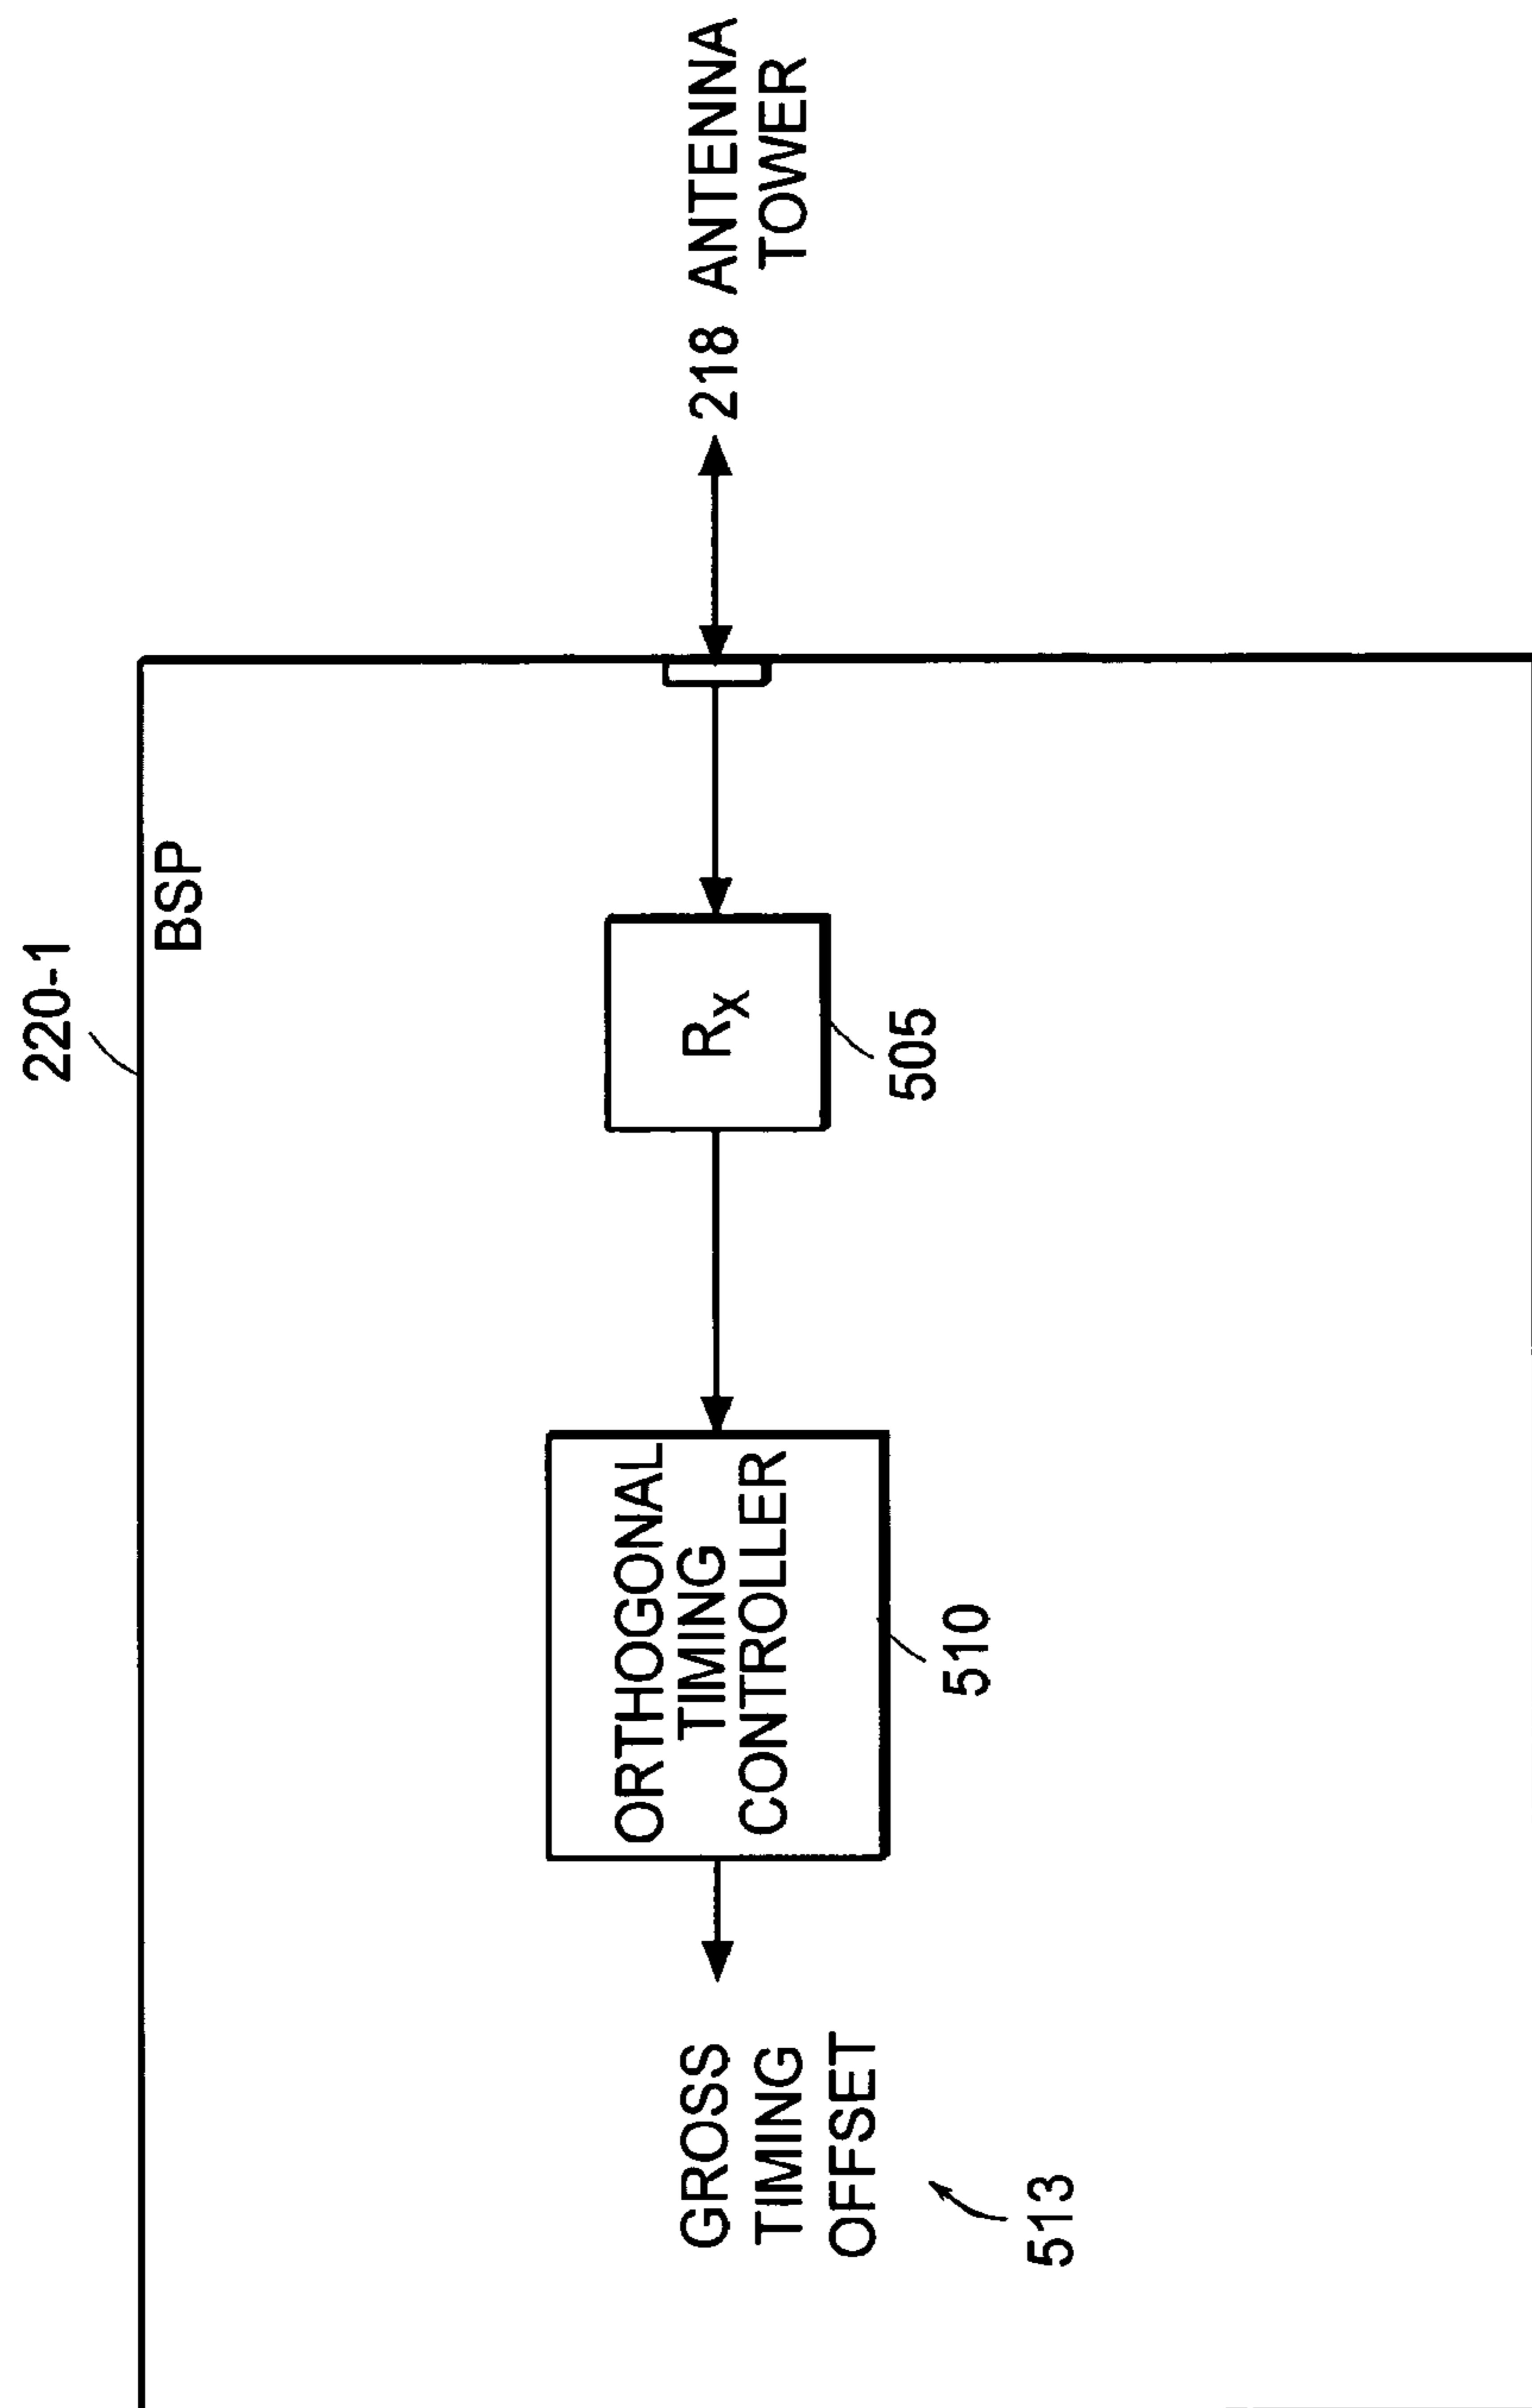 220-1
BSP
218 ANTENNA
TOWER
Rx
505
ORTHOGONAL
TIMING
CONTROLLER
510
GROSS
TIMING
OFFSET
513